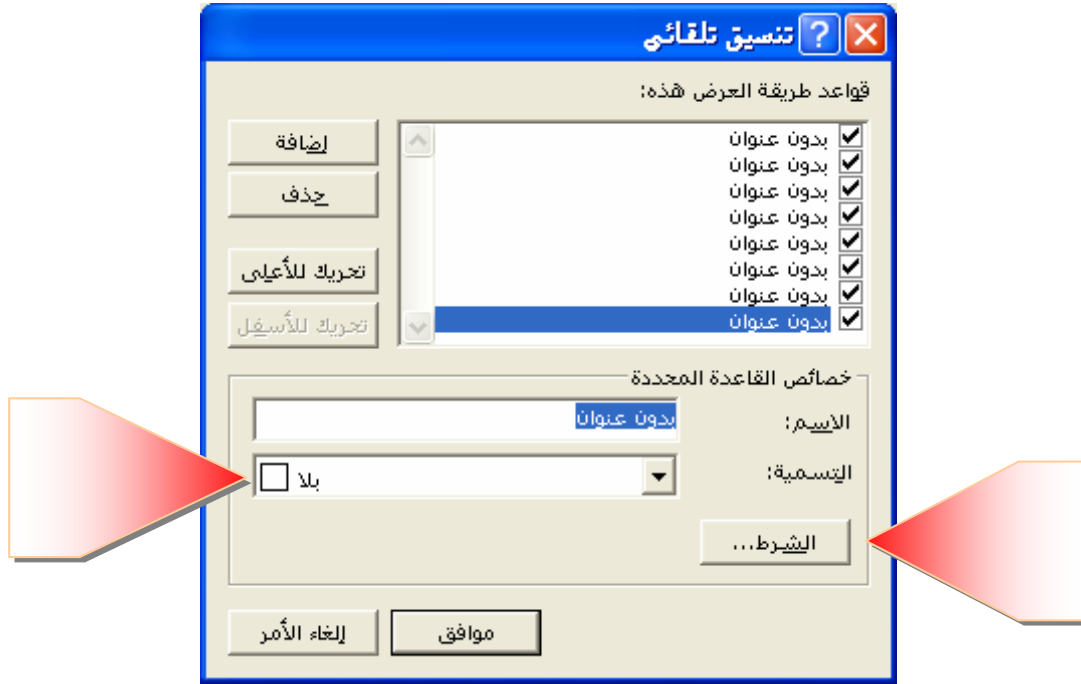 تنسيق تلقائي
قواعد طريقة العرض هذه:
بدون عنوان
بدون عنوان
بدون عنوان
بدون عنوان
بدون عنوان
بدون عنوان
بدون عنوان
بدون عنوان
إضافة
حذف
تحريك للأعلى
تحريك للأسفل
خصائص القاعدة المحددة
الاسم:
بدون عنوان
التسمية:
بلا
الشرط...
موافق
إلغاء الأمر